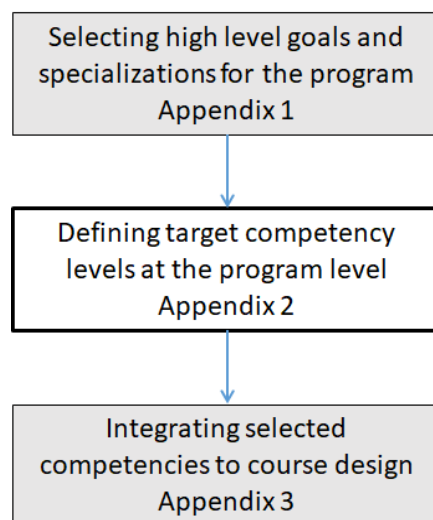 Selecting high level goals and
specializations for the program
Appendix 1
Defining target competency
levels at the program level
Appendix 2
Integrating selected
competencies to course design
Appendix 3